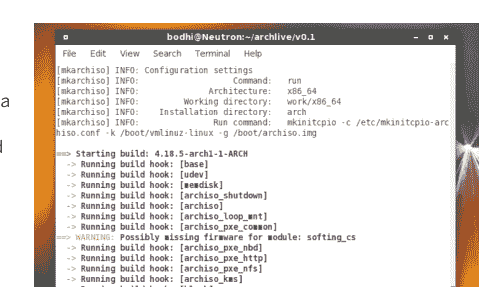 bodhi@Neutron:~/archlive/v0.1
File Edit View Search Terminal Help
[mkarchiso] INFO: Configuration settings
[mkarchiso] INFO: Command: run
[mkarchiso] INFO: Architecture: x86_64
[mkarchiso] INFO: Working directory: work/x86_64
[mkarchiso] INFO: Installation directory: arch
[mkarchiso] INFO: Run command: mkinitcpio -c /etc/mkinitcpio-arc
hiso.conf -k /boot/vmlinuz-linux -g /boot/archiso.img
==> Starting build: 4.18.5-arch1-1-ARCH
-> Running build hook: [base]
-> Running build hook: [udev]
-> Running build hook: [memdisk]
-> Running build hook: [archiso_shutdown]
-> Running build hook: [archiso]
-> Running build hook: [archiso_loop_mnt]
-> Running build hook: [archiso_pxe_common]
==> WARNING: Possibly missing firmware for module: softing_cs
-> Running build hook: [archiso_pxe_nbd]
-> Running build hook: [archiso_pxe_http]
-> Running build hook: [archiso_pxe_nfs]
-> Running build hook: [archiso_kms]